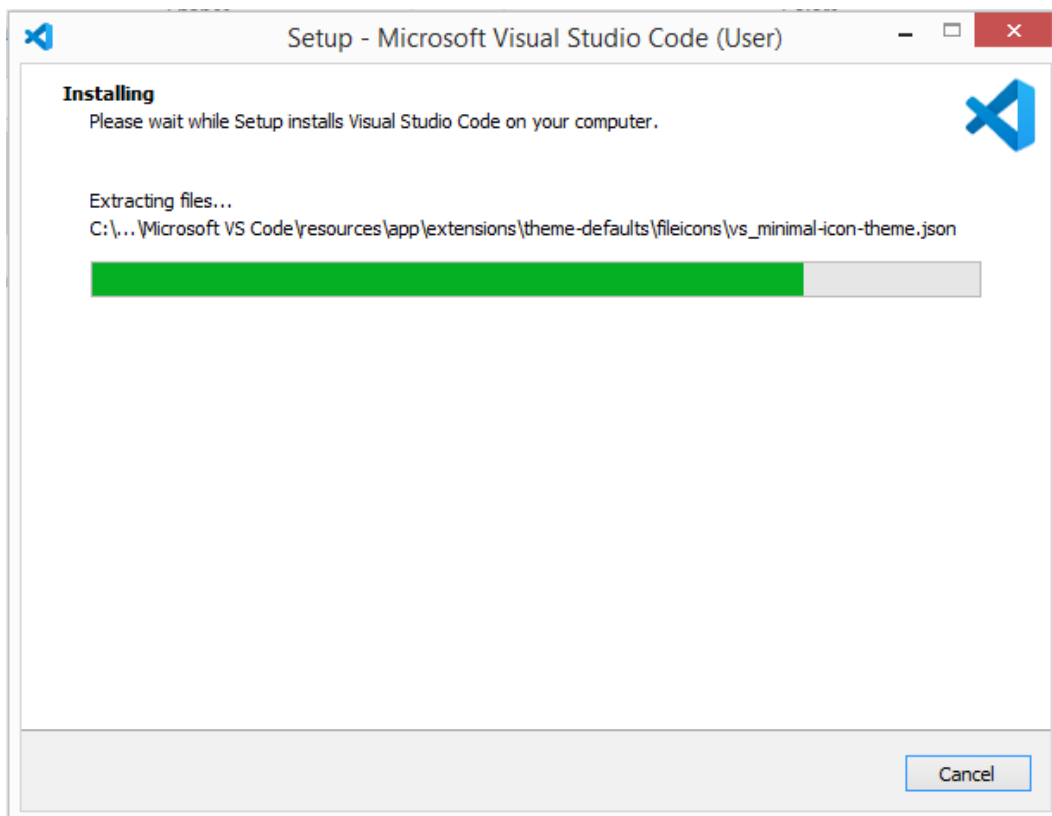 Setup - Microsoft Visual Studio Code (User)
Installing
Please wait while Setup installs Visual Studio Code on your computer.
Extracting files...
C:\...\Microsoft VS Code\resources\app\extensions\theme-defaults\fileicons\vs_minimal-icon-theme.json
Cancel